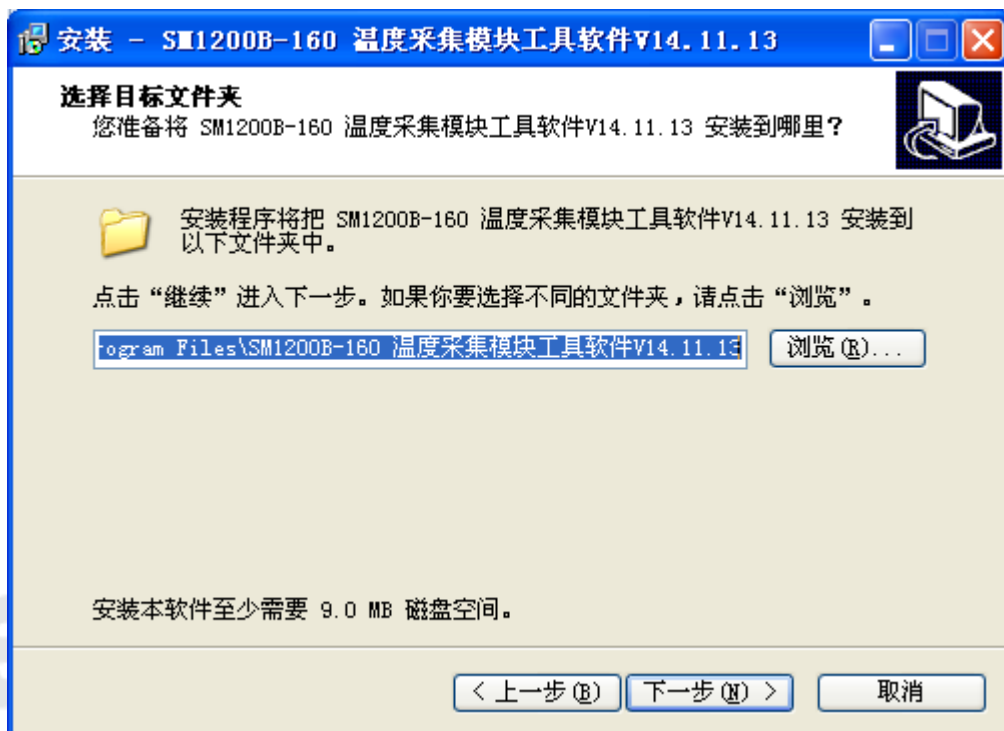 安装 - SM1200B-160 温度采集模块工具软件V14.11.13
选择目标文件夹
您准备将 SM1200B-160 温度采集模块工具软件V14.11.13 安装到哪里?
安装程序将把 SM1200B-160 温度采集模块工具软件V14.11.13 安装到
以下文件夹中。
点击“继续”进入下一步。如果你要选择不同的文件夹，请点击“浏览”。
rogram Files\SM1200B-160 温度采集模块工具软件V14.11.13
浏览(R)...
安装本软件至少需要 9.0 MB 磁盘空间。
< 上一步(B)
下一步(N) >
取消